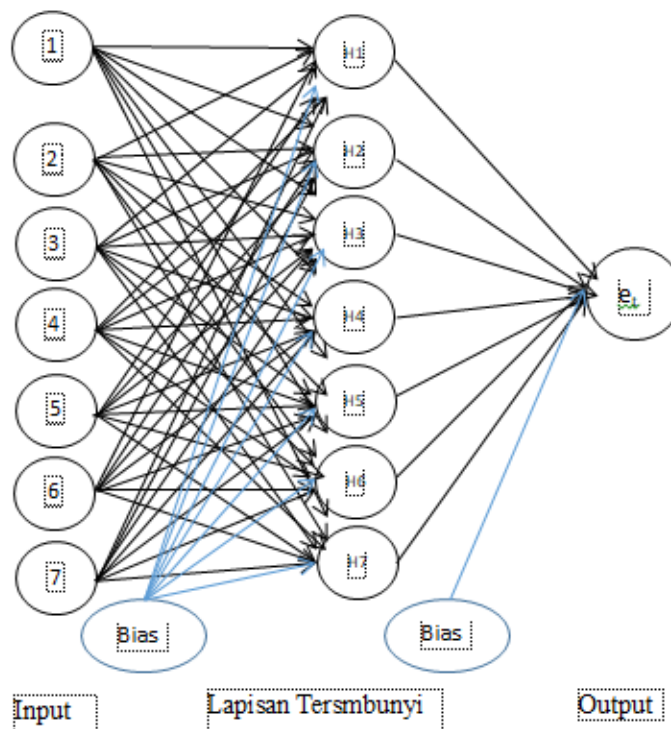 1
H1
2
H2
3
H3
4
H4
e_t
5
H5
6
H6
7
H7
Bias
Bias
Input
Lapisan Tersmbunyi
Output